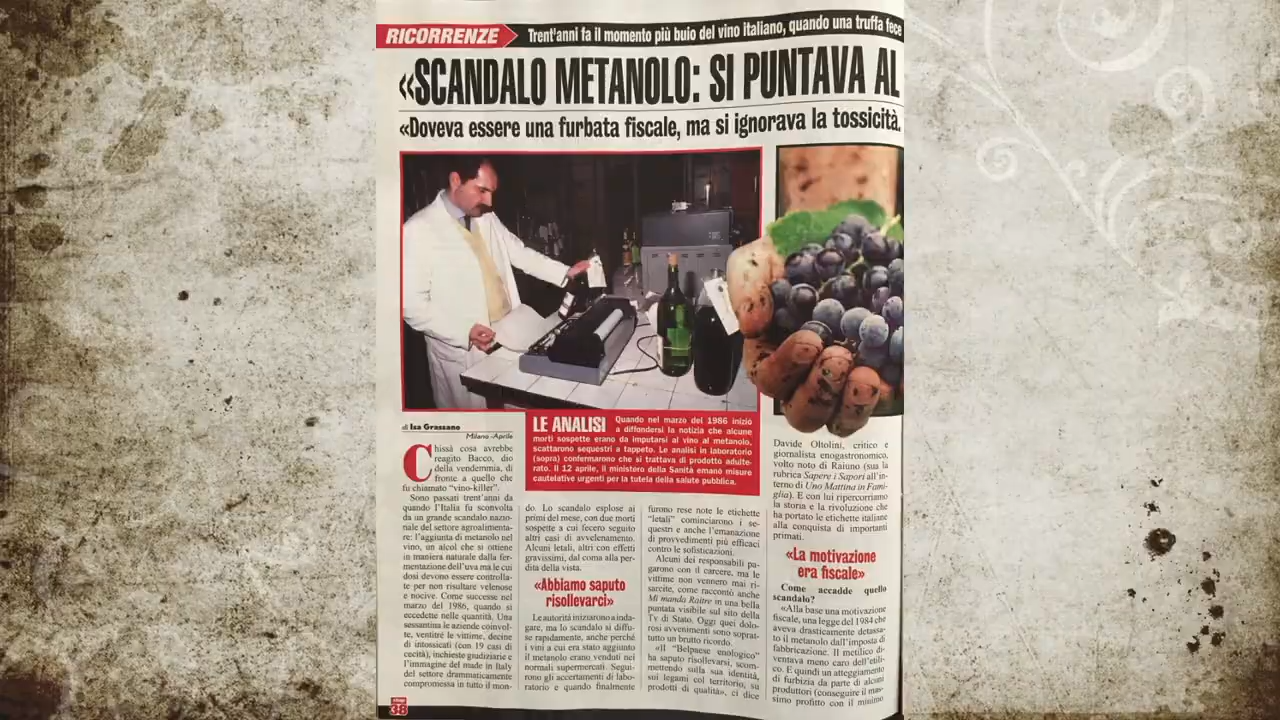 RICORRENZE
Trent'anni fa il momento più buio del vino italiano, quando una truffa fece
«SCANDALO METANOLO: SI PUNTAVA AL
«Doveva essere una furbata fiscale, ma si ignorava la tossicità.
LE ANALISI Quando nel marzo del 1986 iniziò
a diffondersi la notizia che alcune
morti sospette erano da imputarsi al vino al metanolo,
scattarono sequestri a tappeto. Le analisi in laboratorio
(sopra) confermarono che si trattava di prodotto adulte-
rato. Il 12 aprile, il ministero della Sanità emanò misure
cautelative urgenti per la tutela della salute pubblica.
di Isa Grassano
Milano - Aprile
Chissà cosa avrebbe
reagito Bacco, dio
della vendemmia, di
fronte a quello che
fu chiamato "vino-killer".
Sono passati trent'anni da
quando l'Italia fu sconvolta
da un grande scandalo nazio-
nale del settore agroalimenta-
re: l'aggiunta di metanolo nel
vino, un alcol che si ottiene
in maniera naturale dalla fer-
mentazione dell'uva ma le cui
dosi devono essere controlla-
te per non risultare velenose
e nocive. Come successe nel
marzo del 1986, quando si
eccedette nelle quantità. Una
sessantina le aziende coinvol-
te, ventitré le vittime, decine
di intossicati (con 19 casi di
cecità), inchieste giudiziarie e
l'immagine del made in Italy
del settore drammaticamente
compromessa in tutto il mon-
do. Lo scandalo esplose ai
primi del mese, con due morti
sospette a cui fecero seguito
altri casi di avvelenamento.
Alcuni letali, altri con effetti
gravissimi, dal coma alla per-
dita della vista.
«Abbiamo saputo
risollevarci»
Le autorità iniziarono a inda-
gare, ma lo scandalo si diffu-
se rapidamente, anche perché
i vini a cui era stato aggiunto
il metanolo erano venduti nei
normali supermercati. Segui-
rono gli accertamenti di labo-
ratorio e quando finalmente
furono rese note le etichette
"letali" cominciarono i se-
questri e anche l'emanazione
di provvedimenti più efficaci
contro le sofisticazioni.
Alcuni dei responsabili pa-
garono con il carcere, ma le
vittime non vennero mai ri-
sarcite, come raccontò anche
Mi manda Raitre in una bella
puntata visibile sul sito della
Tv di Stato. Oggi quei dolo-
rosi avvenimenti sono soprat-
tutto un brutto ricordo.
«Il "Belpaese enologico"
ha saputo risollevarsi, scom-
mettendo sulla sua identità,
sui legami col territorio, su
prodotti di qualità», ci dice
Davide Oltolini, critico e
giornalista enogastronomico,
volto noto di Raiuno (sua la
rubrica Sapere i Sapori all'in-
terno di Uno Mattina in Fami-
glia). E con lui ripercorriamo
la storia e la rivoluzione che
ha portato le etichette italiane
alla conquista di importanti
primati.
«La motivazione
era fiscale»
Come accadde quello
scandalo?
«Alla base una motivazione
fiscale, una legge del 1984 che
aveva drasticamente detassa-
to il metanolo dall'imposta di
fabbricazione. Il metilico di-
ventava meno caro dell'etili-
co. E quindi un atteggiamento
di furbizia da parte di alcuni
produttori (conseguire il mas-
simo profitto con il minimo
38